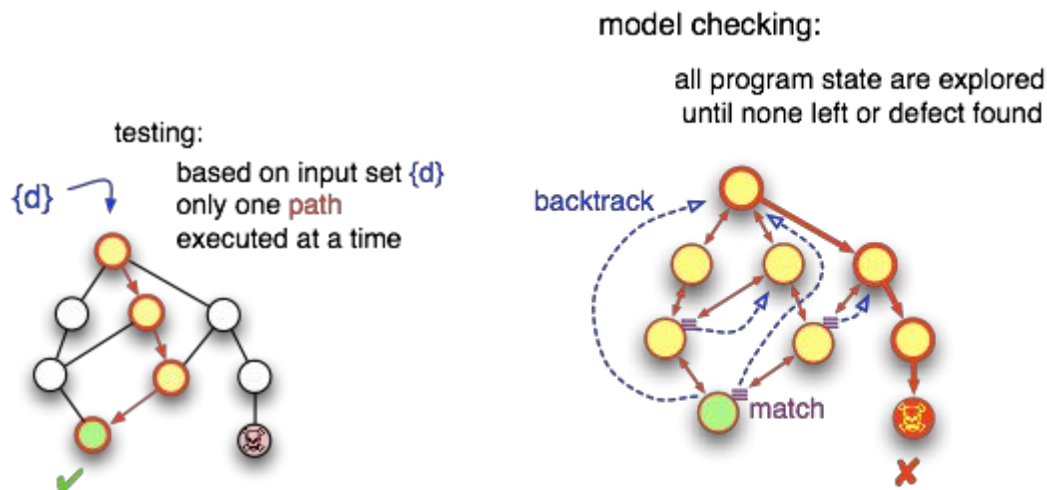 testing:
based on input set {d}
only one path
executed at a time
{d}
model checking:
all program state are explored
until none left or defect found
backtrack
match